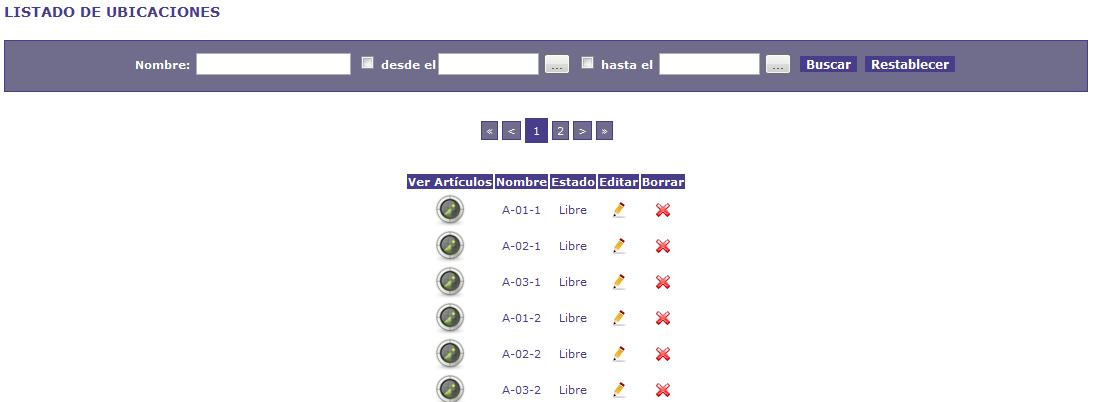 LISTADO DE UBICACIONES
Nombre: desde el ... hasta el ... Buscar Restablecer
« < 1 2 > »
Ver Artículos Nombre Estado Editar Borrar
A-01-1 Libre
A-02-1 Libre
A-03-1 Libre
A-01-2 Libre
A-02-2 Libre
A-03-2 Libre